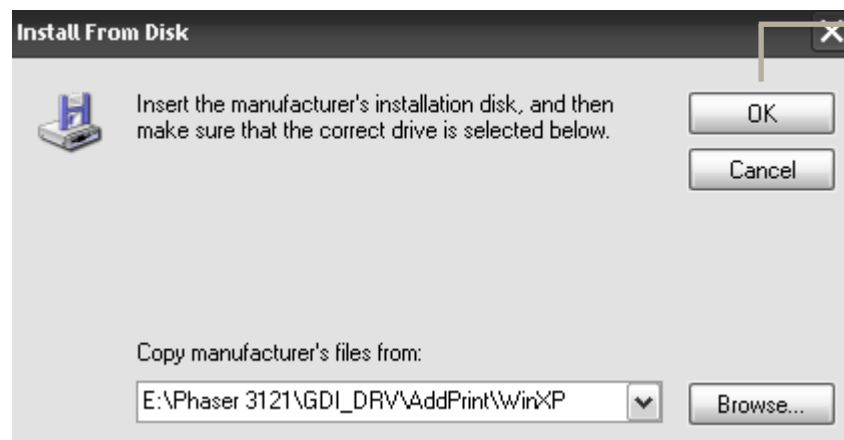 Install From Disk
Insert the manufacturer's installation disk, and then
make sure that the correct drive is selected below.
OK
Cancel
Copy manufacturer's files from:
E:\Phaser 3121\GDI_DRV\AddPrint\WinXP
Browse...